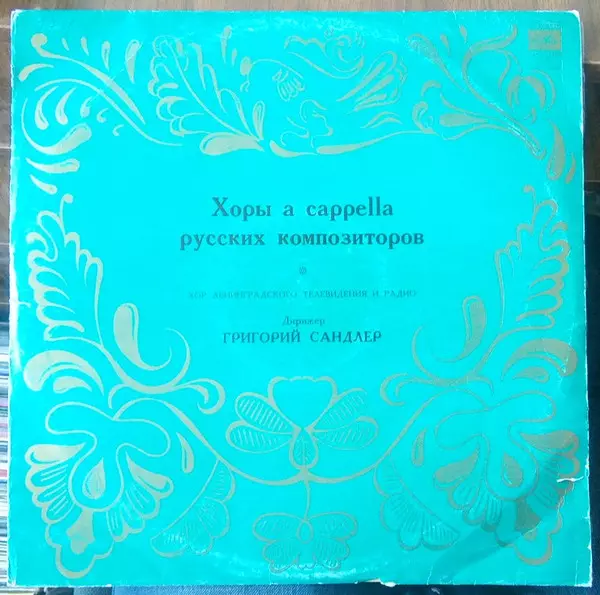 Хоры a cappella
русских композиторов
ХОР ЛЕНИНГРАДСКОГО ТЕЛЕВИДЕНИЯ И РАДИО
Дирижер
ГРИГОРИЙ САНДЛЕР